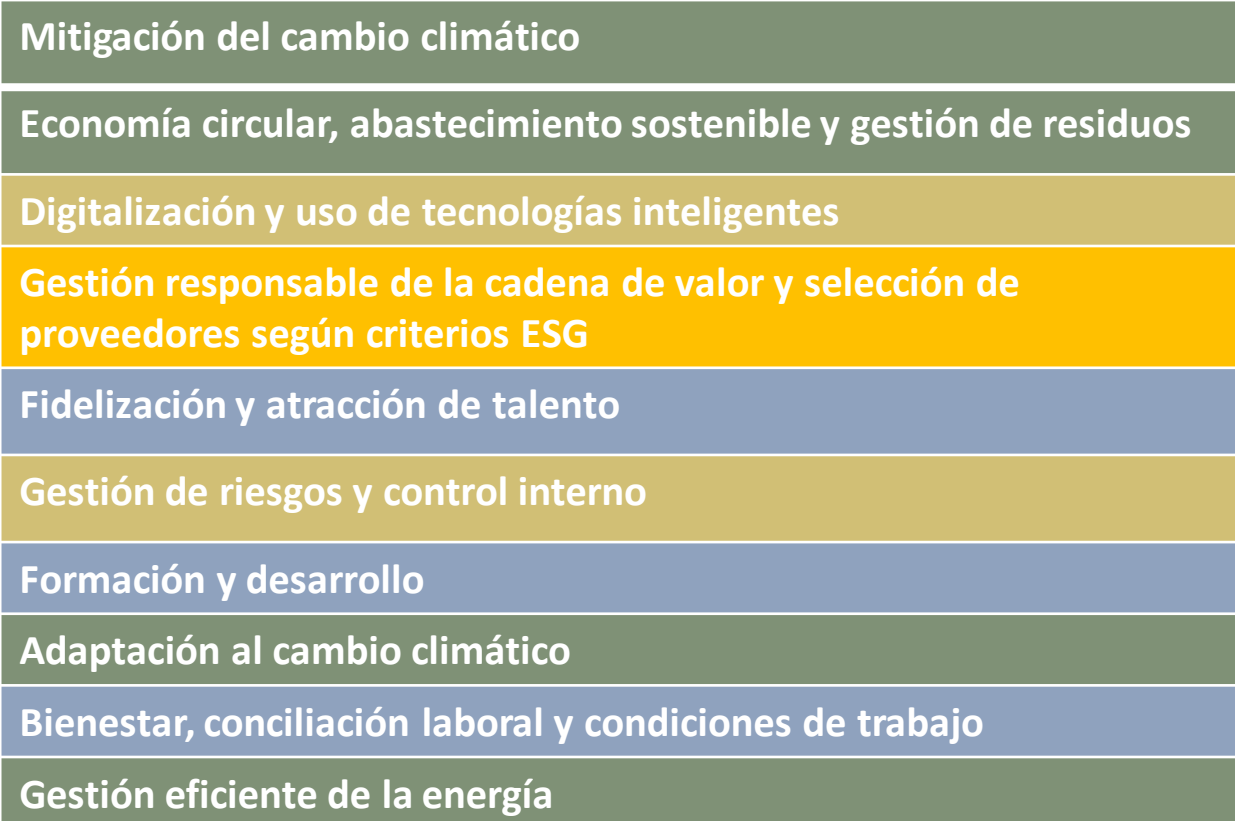 Mitigación del cambio climático
Economía circular, abastecimiento sostenible y gestión de residuos
Digitalización y uso de tecnologías inteligentes
Gestión responsable de la cadena de valor y selección de
proveedores según criterios ESG
Fidelización y atracción de talento
Gestión de riesgos y control interno
Formación y desarrollo
Adaptación al cambio climático
Bienestar, conciliación laboral y condiciones de trabajo
Gestión eficiente de la energía